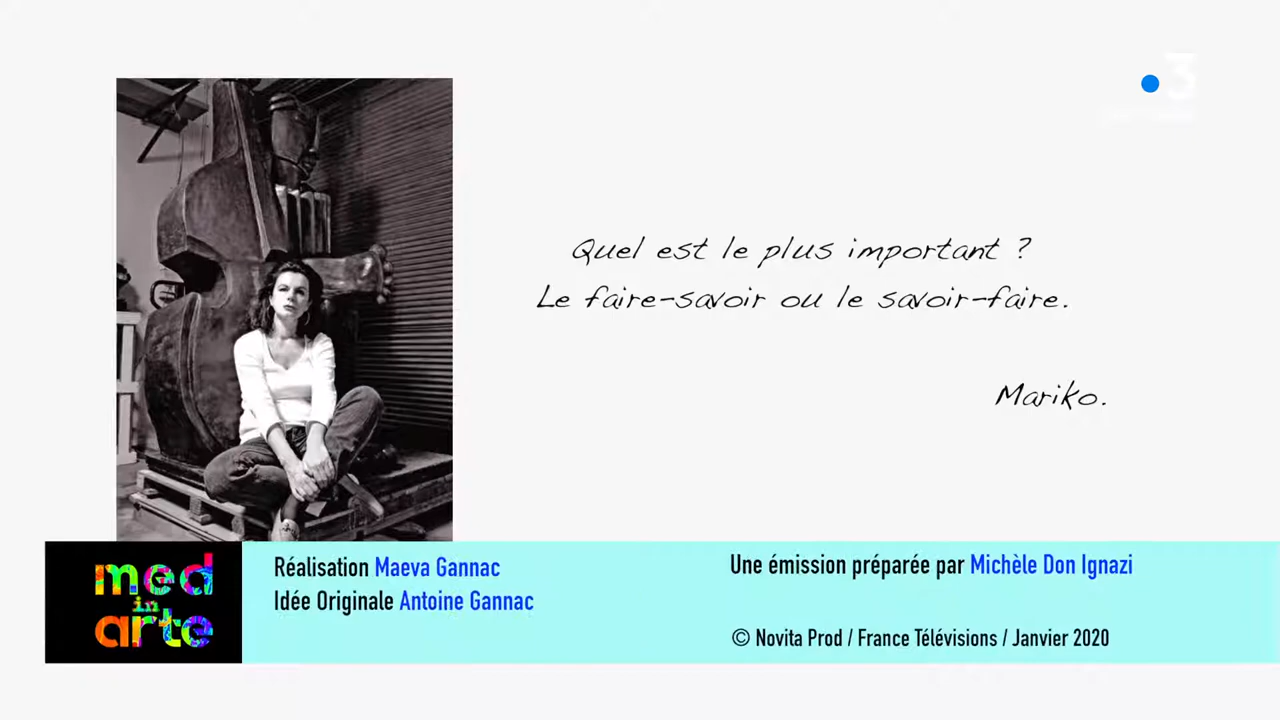 3
Quel est le plus important ?
Le faire-savoir ou le savoir-faire.
Mariko.
med
in
arte
Réalisation Maeva Gannac
Idée Originale Antoine Gannac
Une émission préparée par Michèle Don Ignazi
© Novita Prod / France Télévisions / Janvier 2020